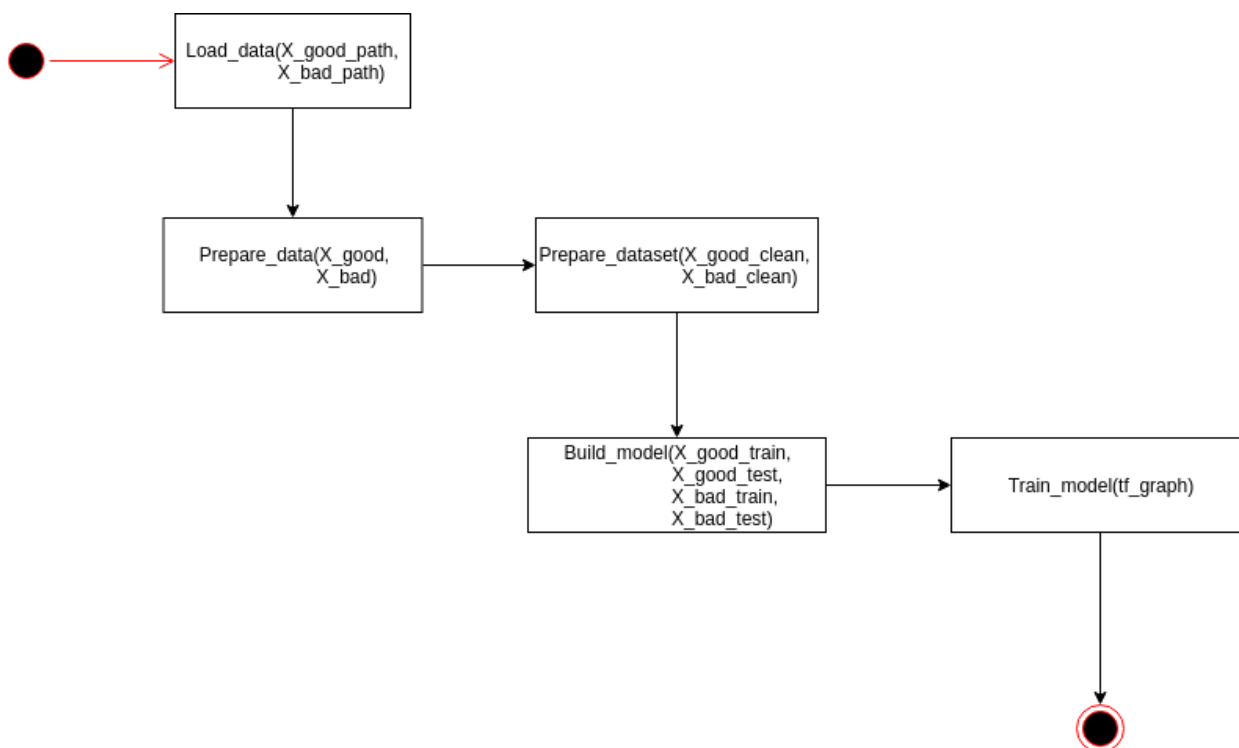 Load_data(X_good_path,
X_bad_path)
Prepare_data(X_good,
X_bad)
Prepare_dataset(X_good_clean,
X_bad_clean)
Build_model(X_good_train,
X_good_test,
X_bad_train,
X_bad_test)
Train_model(tf_graph)